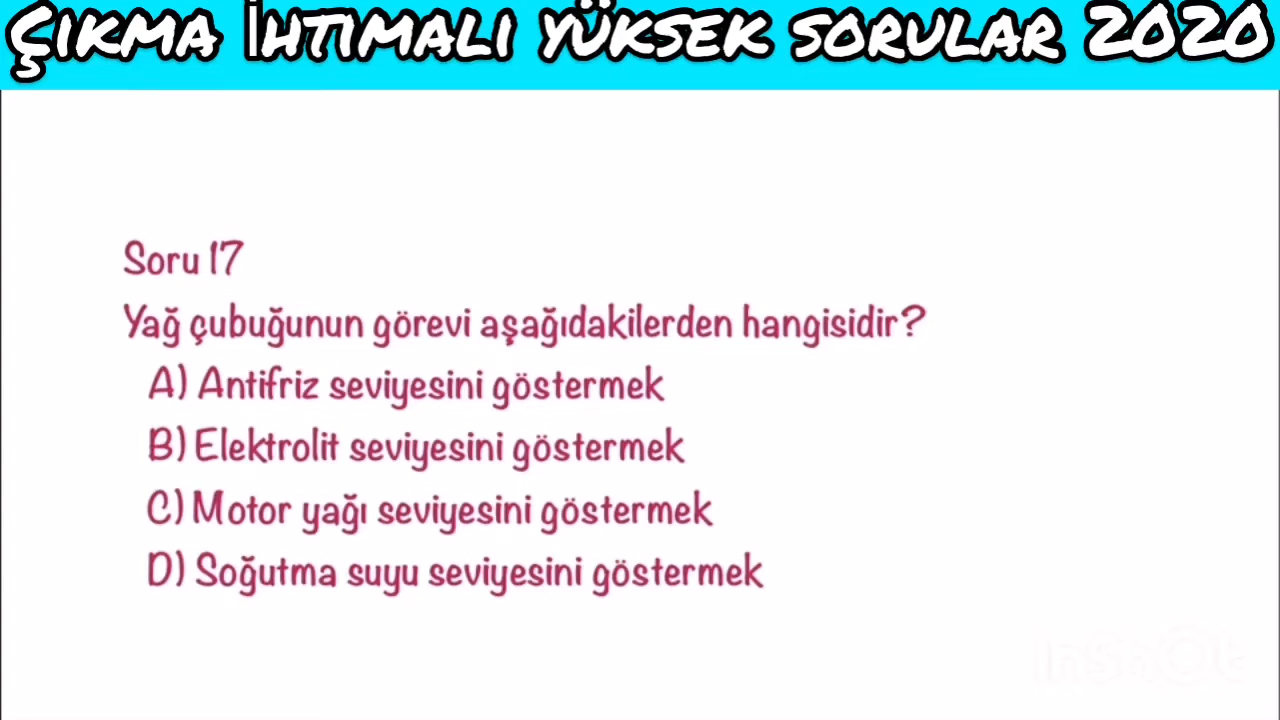 Çıkma İhtimali yüksek sorular 2020
Soru 17
Yağ çubuğunun görevi aşağıdakilerden hangisidir?
A) Antifriz seviyesini göstermek
B) Elektrolit seviyesini göstermek
C) Motor yağı seviyesini göstermek
D) Soğutma suyu seviyesini göstermek